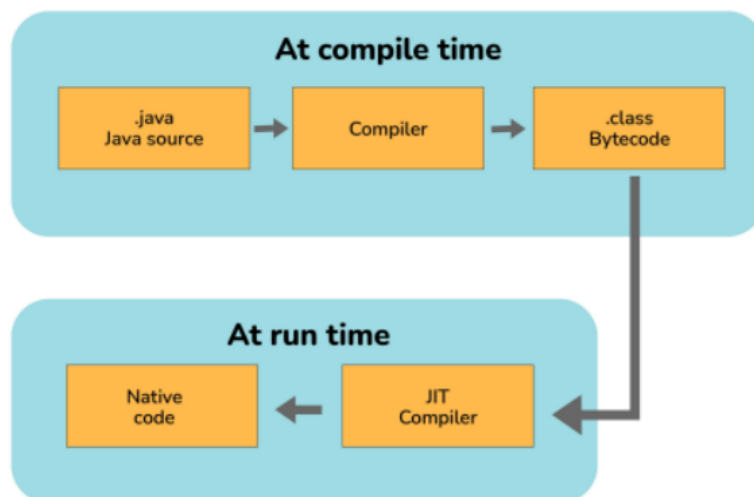 At compile time
.java
Java source
Compiler
.class
Bytecode
At run time
Native
code
JIT
Compiler